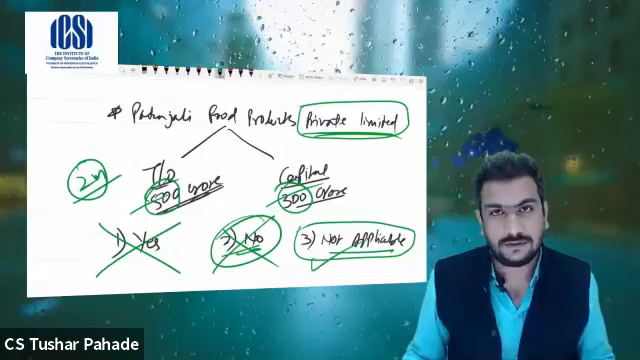 THE INSTITUTE OF
Company Secretaries of India
* Patanjali Food Products Private limited
T/O Capital
2m 500 crore 300 crore
1) Yes 3) No 3) Not Applicable
CS Tushar Pahade